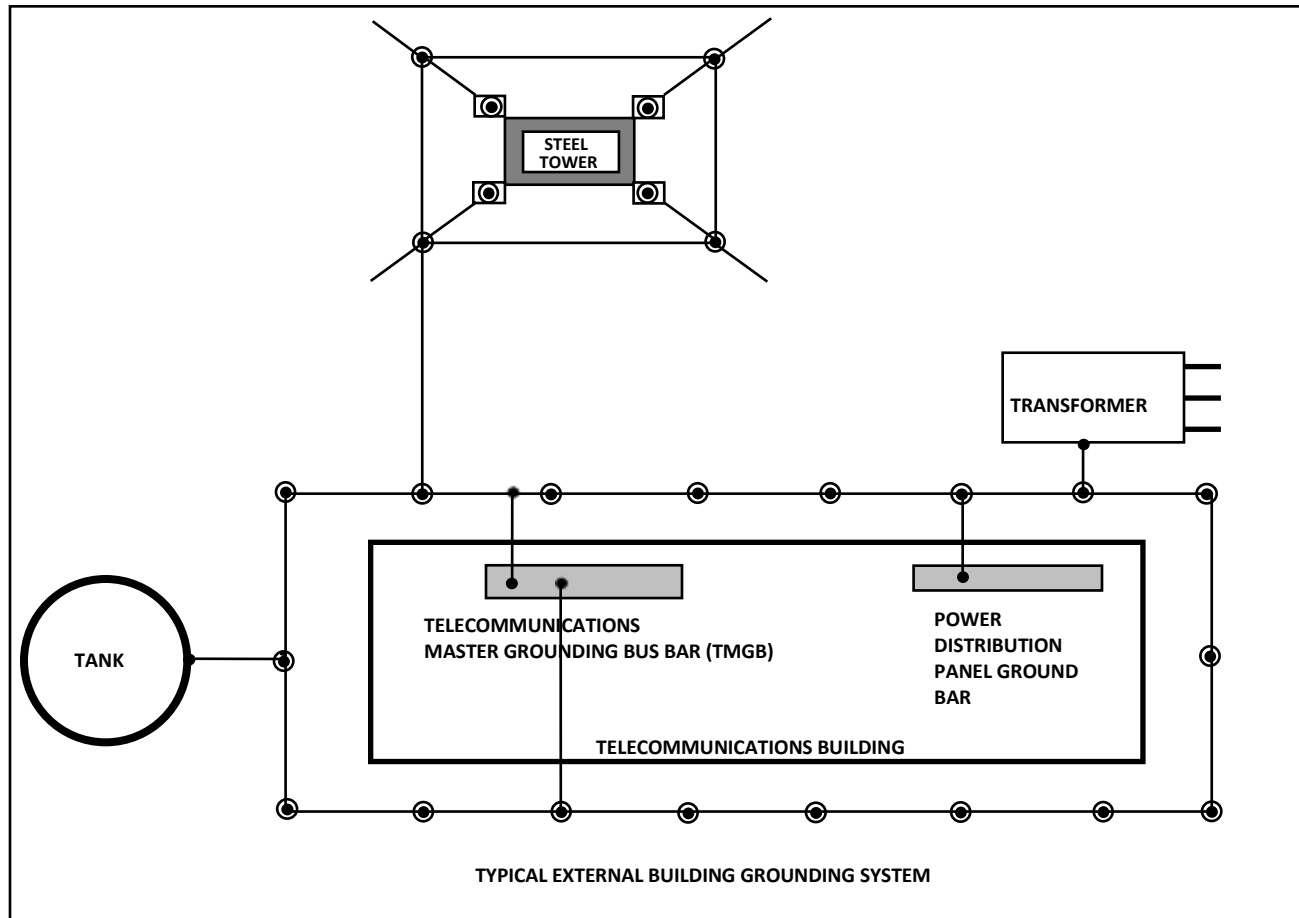 STEEL
TOWER
TRANSFORMER
TELECOMMUNICATIONS
MASTER GROUNDING BUS BAR (TMGB)
POWER
DISTRIBUTION
PANEL GROUND
BAR
TANK
TELECOMMUNICATIONS BUILDING
TYPICAL EXTERNAL BUILDING GROUNDING SYSTEM